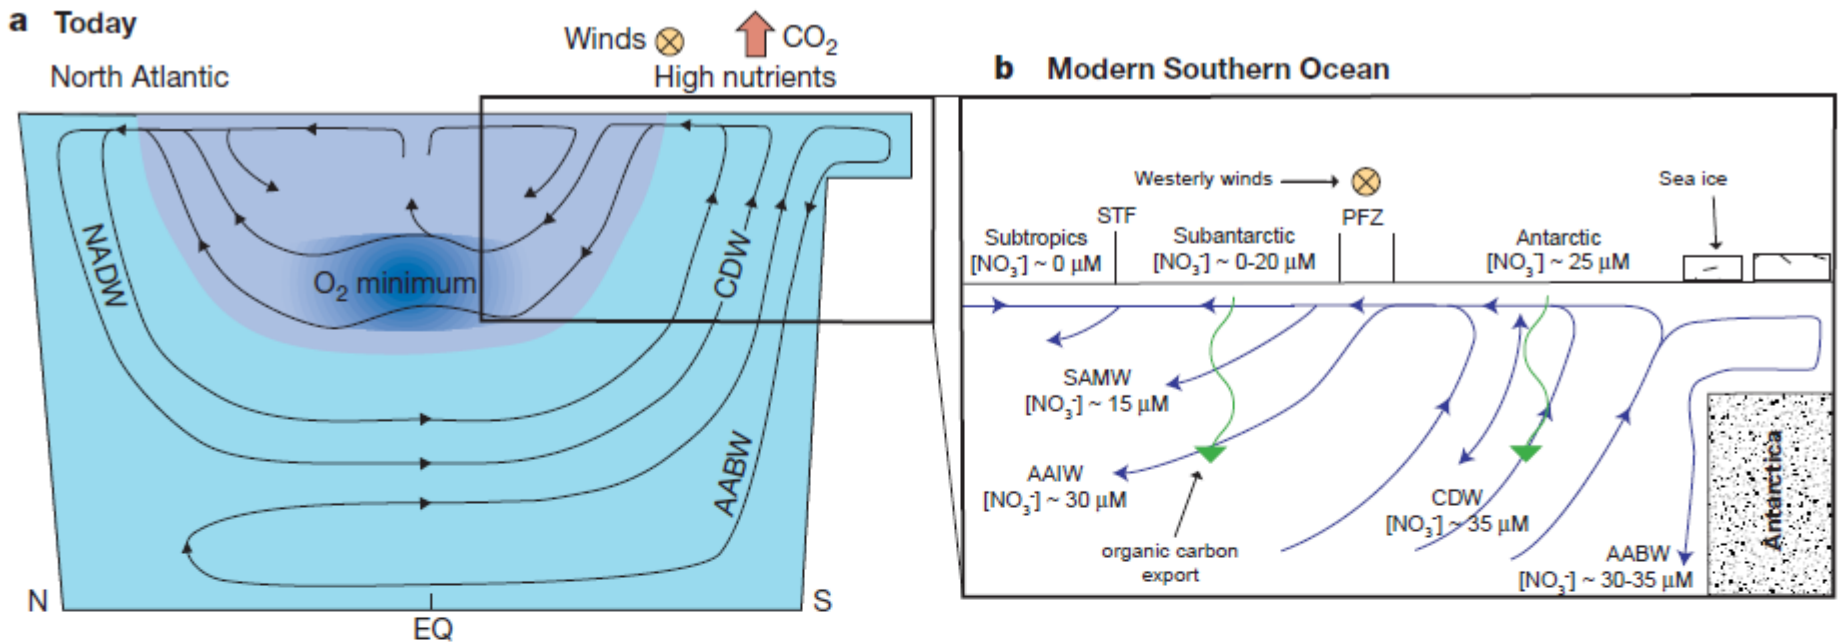 a Today
Winds
CO₂
North Atlantic
High nutrients
NADW
O₂ minimum
CDW
AABW
N
S
EQ
b Modern Southern Ocean
Westerly winds
Sea ice
STF
PFZ
Subtropics
[NO₃⁻] ~ 0 µM
Subantarctic
[NO₃⁻] ~ 0-20 µM
Antarctic
[NO₃⁻] ~ 25 µM
SAMW
[NO₃⁻] ~ 15 µM
AAIW
[NO₃⁻] ~ 30 µM
CDW
[NO₃⁻] ~ 35 µM
organic carbon
export
AABW
[NO₃⁻] ~ 30-35 µM
Antarctica